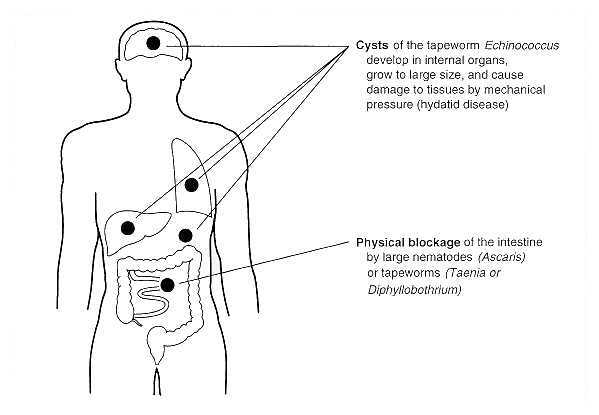 Cysts of the tapeworm Echinococcus
develop in internal organs,
grow to large size, and cause
damage to tissues by mechanical
pressure (hydatid disease)
Physical blockage of the intestine
by large nematodes (Ascaris)
or tapeworms (Taenia or
Diphyllobothrium)